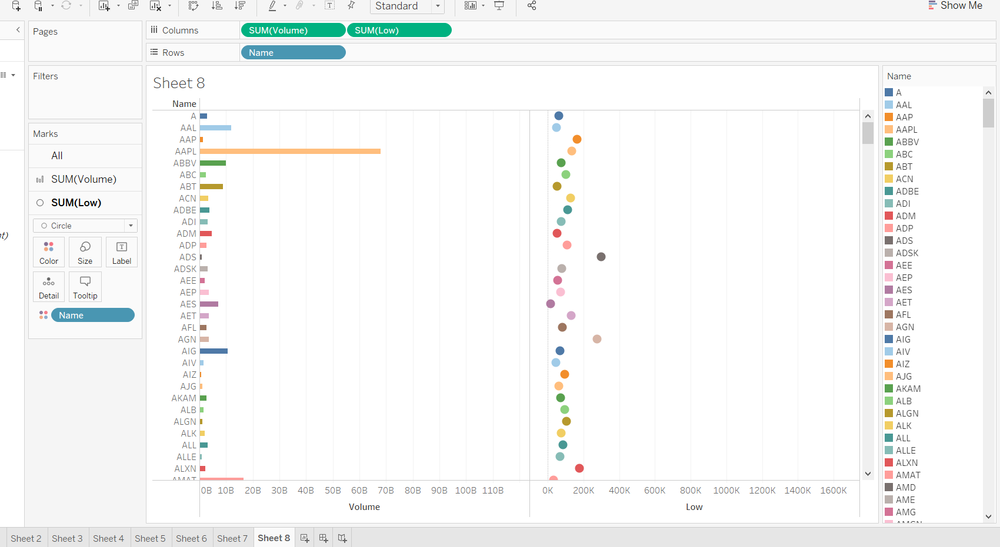 Standard
Show Me
Pages
Columns
SUM(Volume)
SUM(Low)
Rows
Name
Filters
Marks
All
SUM(Volume)
SUM(Low)
Circle
Color
Size
Label
Detail
Tooltip
Name
Sheet 8
Name
A
AAL
AAP
AAPL
ABBV
ABC
ABT
ACN
ADBE
ADI
ADM
ADP
ADS
ADSK
AEE
AEP
AES
AET
AFL
AGN
AIG
AIV
AIZ
AJG
AKAM
ALB
ALGN
ALK
ALL
ALLE
ALXN
AMAT
0B 10B 20B 30B 40B 50B 60B 70B 80B 90B 100B 110B
Volume
0K 200K 400K 600K 800K 1000K 1200K 1400K 1600K
Low
Name
A
AAL
AAP
AAPL
ABBV
ABC
ABT
ACN
ADBE
ADI
ADM
ADP
ADS
ADSK
AEE
AEP
AES
AET
AFL
AGN
AIG
AIV
AIZ
AJG
AKAM
ALB
ALGN
ALK
ALL
ALLE
ALXN
AMAT
AMD
AME
AMG
AMGN
Sheet 2 Sheet 3 Sheet 4 Sheet 5 Sheet 6 Sheet 7 Sheet 8